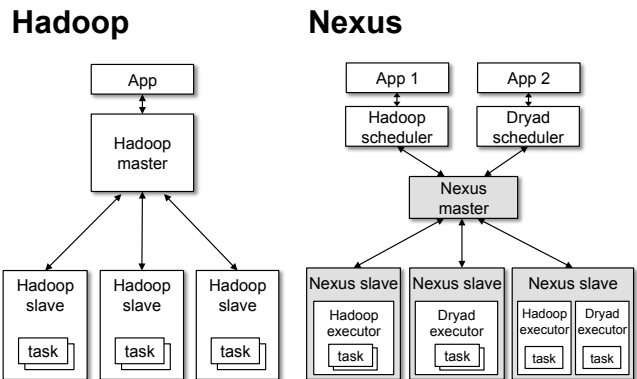 Hadoop
App
Hadoop
master
Hadoop
slave
task
Hadoop
slave
task
Hadoop
slave
task
Nexus
App 1
App 2
Hadoop
scheduler
Dryad
scheduler
Nexus
master
Nexus slave
Hadoop
executor
task
Nexus slave
Dryad
executor
task
Nexus slave
Hadoop
executor
task
Dryad
executor
task